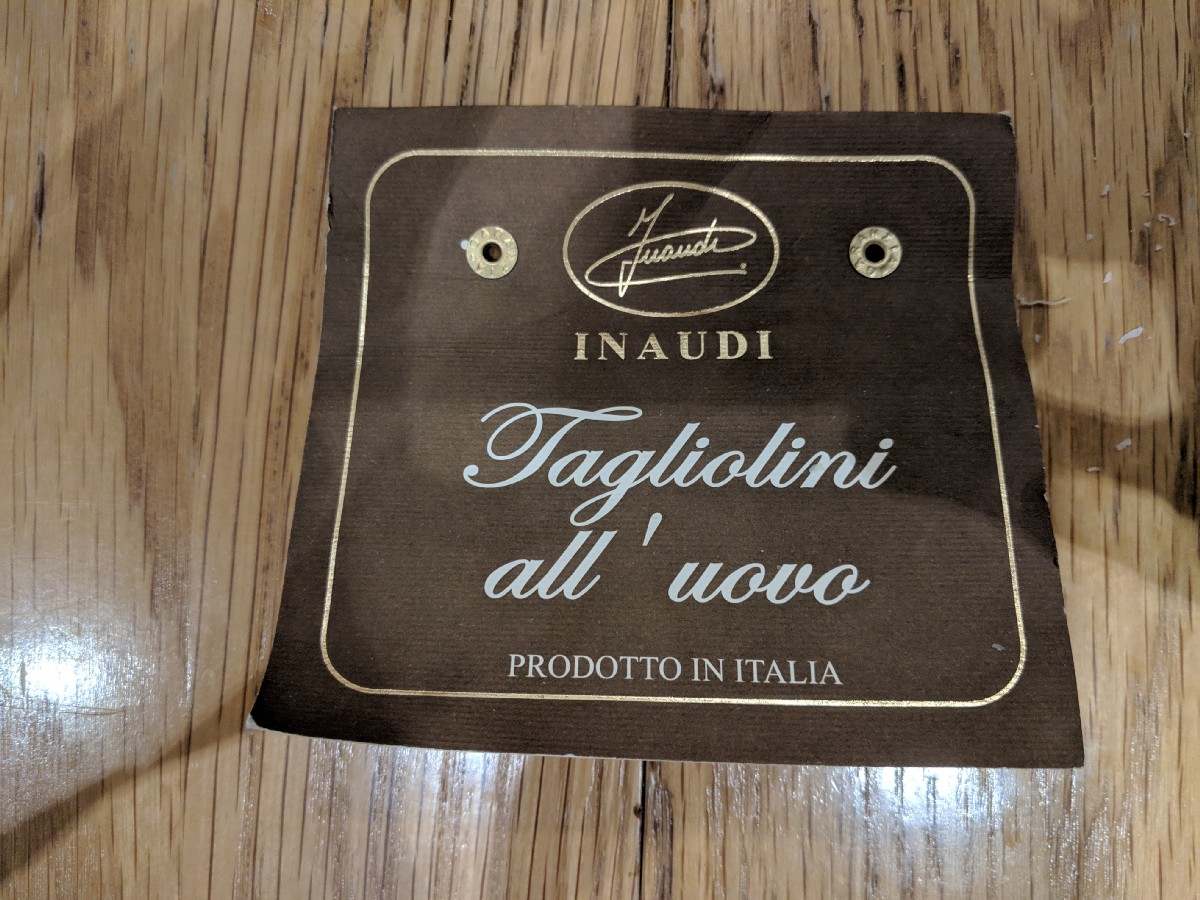 Inaudi
INAUDI
Tagliolini
all'uovo
PRODOTTO IN ITALIA